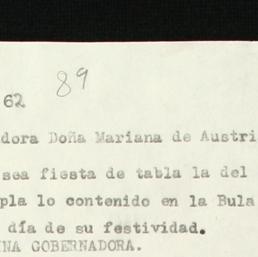 89
62
dora Doña Mariana de Austri
sea fiesta de tabla la del
pla lo contenido en la Bula
día de su festividad.
INA GOBERNADORA.